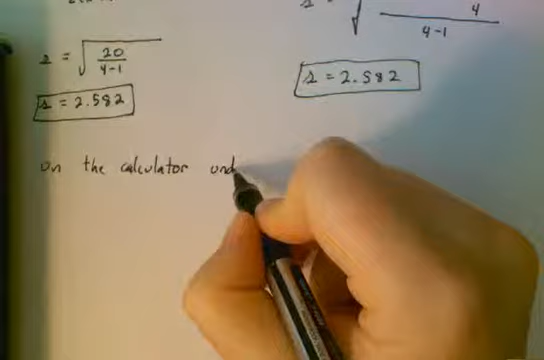 s = √20/4-1
s = 2.582
4
4-1
s = 2.582
on the calculator und